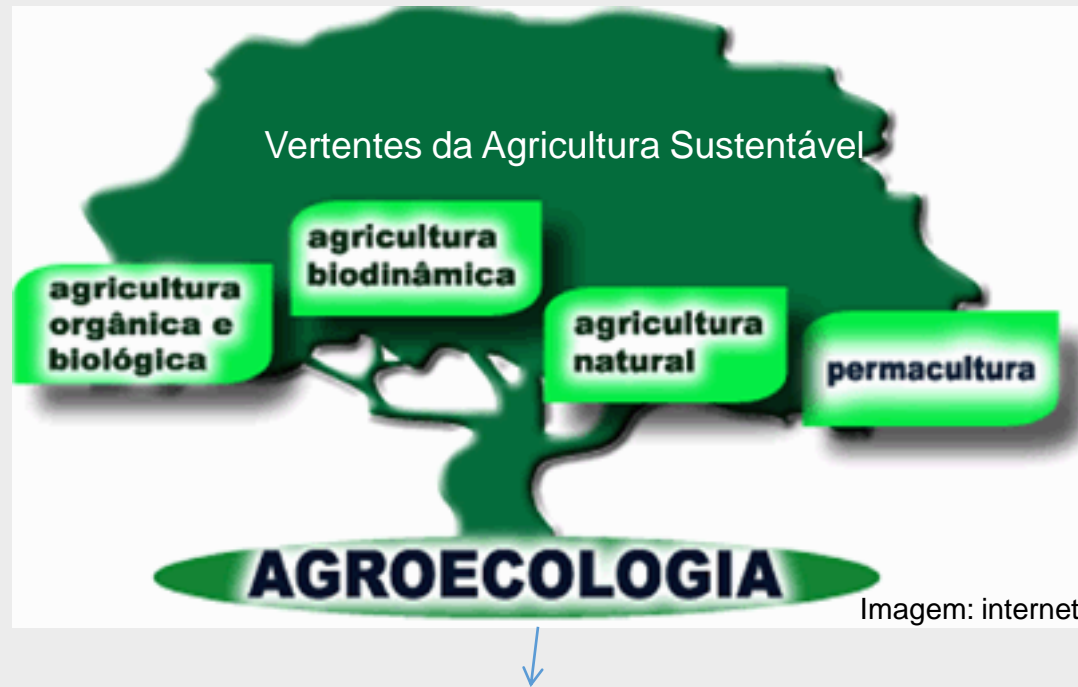 Vertentes da Agricultura Sustentável
agricultura
orgânica e
biológica
agricultura
biodinâmica
agricultura
natural
permacultura
AGROECOLOGIA
Imagem: internet